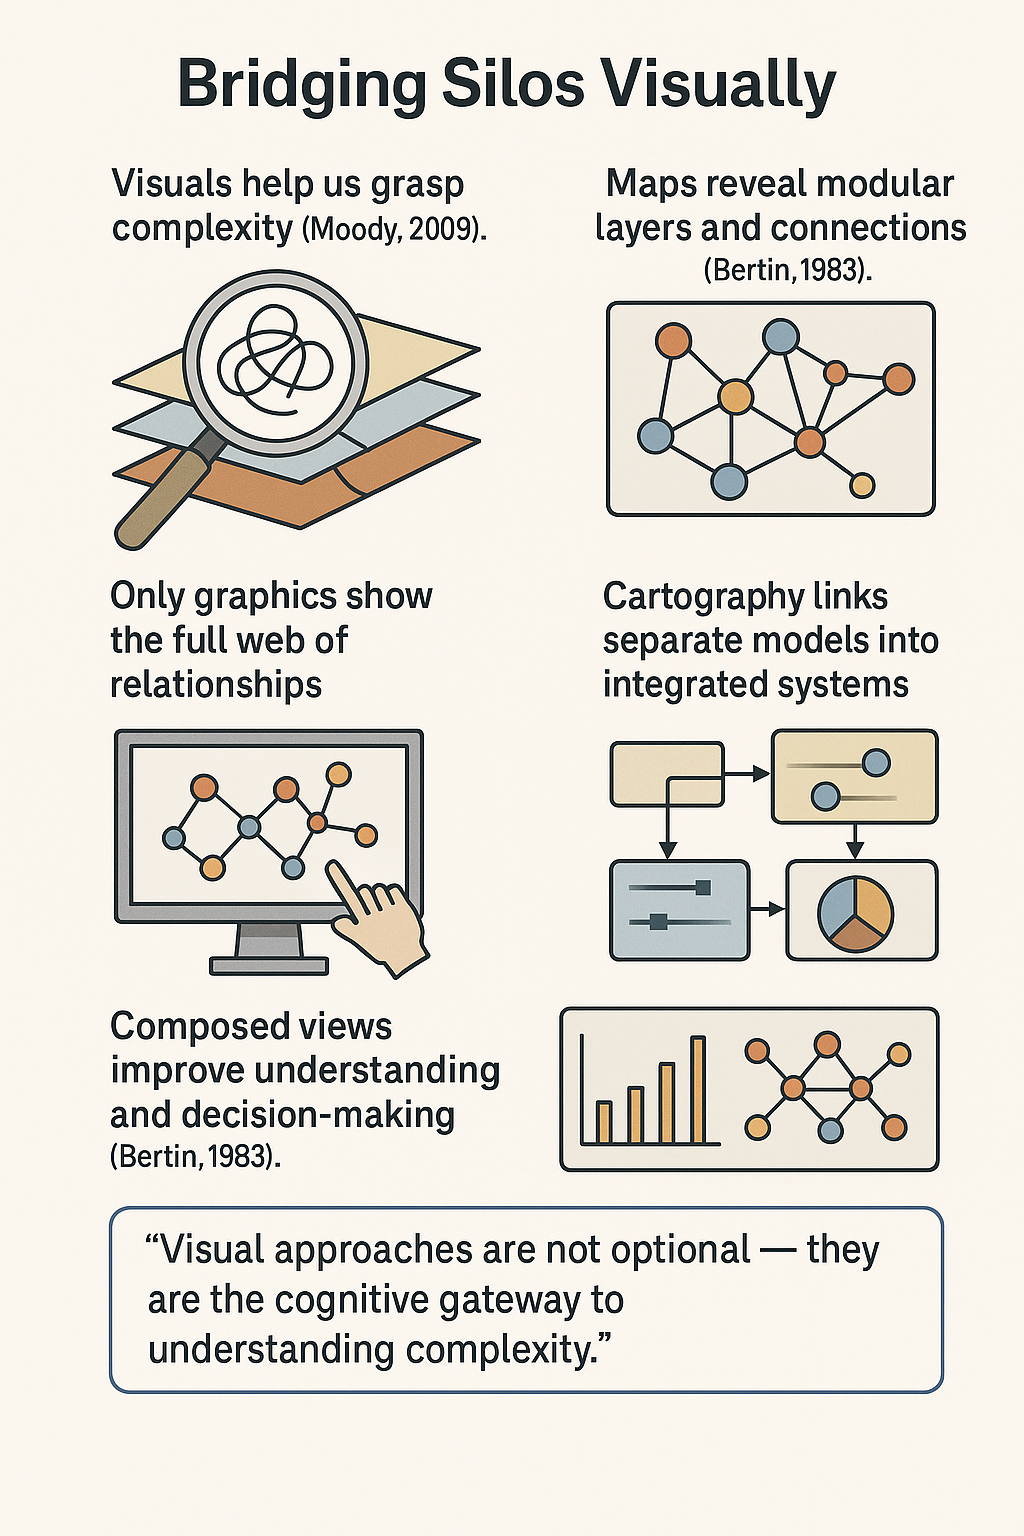 Bridging Silos Visually
Visuals help us grasp
complexity (Moody, 2009).
Maps reveal modular
layers and connections
(Bertin, 1983).
Only graphics show
the full web of
relationships
Cartography links
separate models into
integrated systems
Composed views
improve understanding
and decision-making
(Bertin, 1983).
“Visual approaches are not optional — they
are the cognitive gateway to
understanding complexity.”